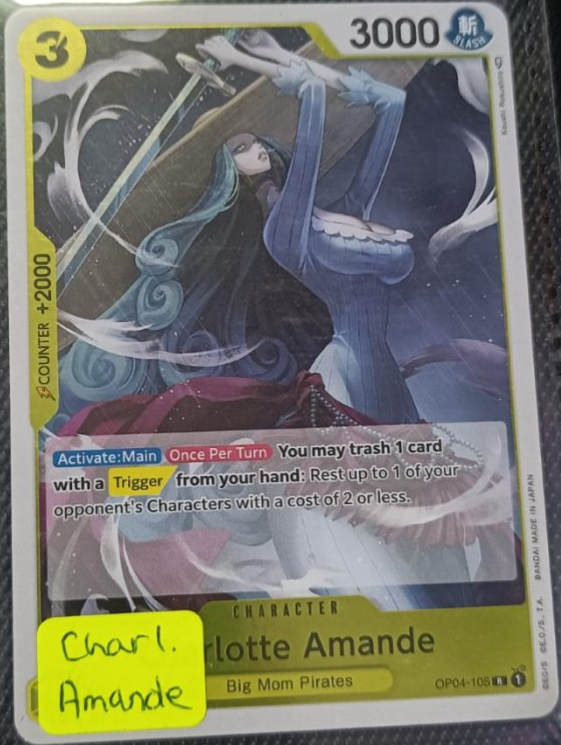 3
3000
斬
SLASH
COUNTER +2000
Activate:Main Once Per Turn You may trash 1 card
with a Trigger from your hand: Rest up to 1 of your
opponent's Characters with a cost of 2 or less.
BANDAI MADE IN JAPAN
CHARACTER
rlotte Amande
Big Mom Pirates
OP04-105 R 1
Charl.
Amande